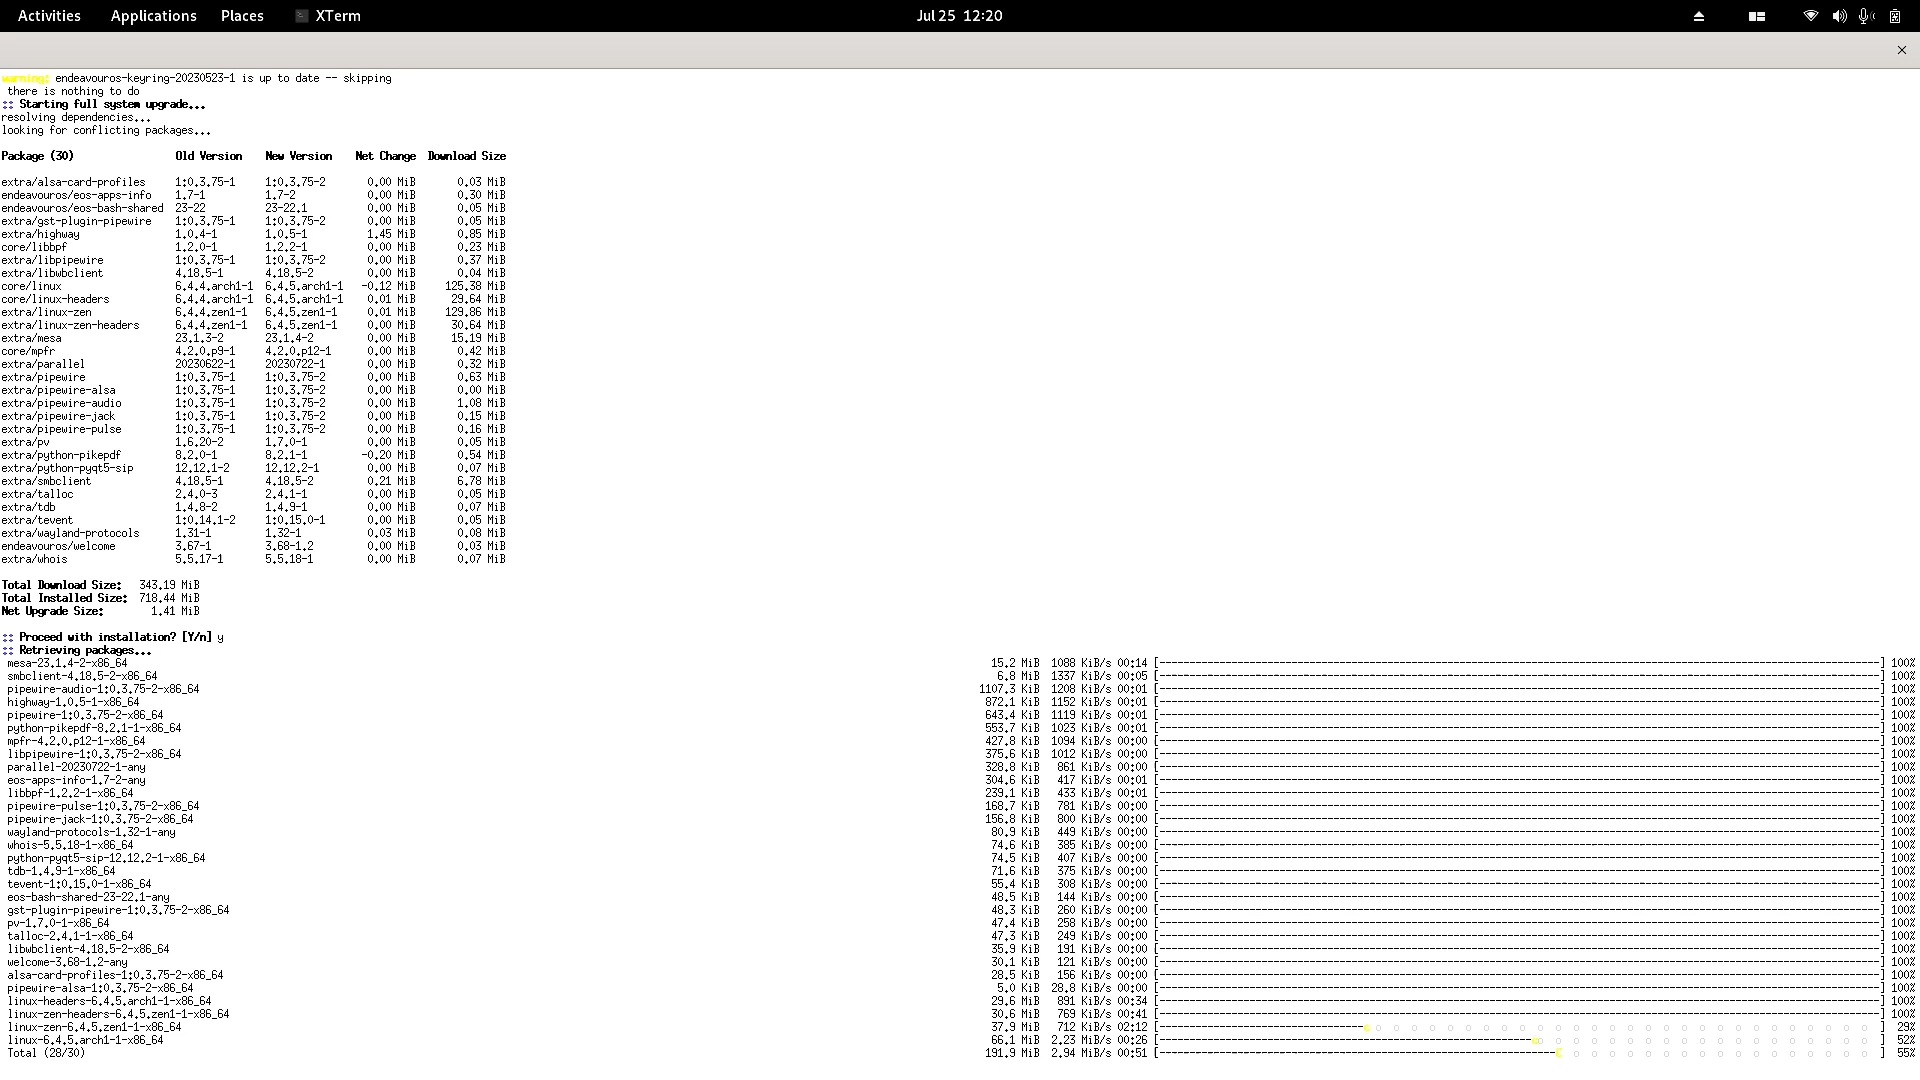 Activities Applications Places XTerm Jul 25 12:20
warning: endeavouros-keyring-20230523-1 is up to date -- skipping
there is nothing to do
:: Starting full system upgrade...
resolving dependencies...
looking for conflicting packages...
Package (30) Old Version New Version Net Change Download Size
extra/alsa-card-profiles 1:0.3.75-1 1:0.3.75-2 0.00 MiB 0.03 MiB
endeavouros/eos-apps-info 1.7-1 1.7-2 0.00 MiB 0.30 MiB
endeavouros/eos-bash-shared 23-22 23-22.1 0.00 MiB 0.05 MiB
extra/gst-plugin-pipewire 1:0.3.75-1 1:0.3.75-2 0.00 MiB 0.05 MiB
extra/highway 1.0.4-1 1.0.5-1 1.45 MiB 0.85 MiB
core/libbpf 1.2.0-1 1.2.2-1 0.00 MiB 0.23 MiB
extra/libpipewire 1:0.3.75-1 1:0.3.75-2 0.00 MiB 0.37 MiB
extra/libwbclient 4.18.5-1 4.18.5-2 0.00 MiB 0.04 MiB
core/linux 6.4.4.arch1-1 6.4.5.arch1-1 -0.12 MiB 125.38 MiB
core/linux-headers 6.4.4.arch1-1 6.4.5.arch1-1 0.01 MiB 29.64 MiB
extra/linux-zen 6.4.4.zen1-1 6.4.5.zen1-1 0.01 MiB 129.86 MiB
extra/linux-zen-headers 6.4.4.zen1-1 6.4.5.zen1-1 0.00 MiB 30.64 MiB
extra/mesa 23.1.3-2 23.1.4-2 0.00 MiB 15.19 MiB
core/mpfr 4.2.0.p9-1 4.2.0.p12-1 0.00 MiB 0.42 MiB
extra/parallel 20230622-1 20230722-1 0.00 MiB 0.32 MiB
extra/pipewire 1:0.3.75-1 1:0.3.75-2 0.00 MiB 0.63 MiB
extra/pipewire-alsa 1:0.3.75-1 1:0.3.75-2 0.00 MiB 0.00 MiB
extra/pipewire-audio 1:0.3.75-1 1:0.3.75-2 0.00 MiB 1.08 MiB
extra/pipewire-jack 1:0.3.75-1 1:0.3.75-2 0.00 MiB 0.15 MiB
extra/pipewire-pulse 1:0.3.75-1 1:0.3.75-2 0.00 MiB 0.16 MiB
extra/pv 1.6.20-2 1.7.0-1 0.00 MiB 0.05 MiB
extra/python-pikepdf 8.2.0-1 8.2.1-1 -0.20 MiB 0.54 MiB
extra/python-pyqt5-sip 12.12.1-2 12.12.2-1 0.00 MiB 0.07 MiB
extra/smbclient 4.18.5-1 4.18.5-2 0.21 MiB 6.78 MiB
extra/talloc 2.4.0-3 2.4.1-1 0.00 MiB 0.05 MiB
extra/tdb 1.4.8-2 1.4.9-1 0.00 MiB 0.07 MiB
extra/tevent 1:0.14.1-2 1:0.15.0-1 0.00 MiB 0.05 MiB
extra/wayland-protocols 1.31-1 1.32-1 0.03 MiB 0.08 MiB
endeavouros/welcome 3.67-1 3.68-1.2 0.00 MiB 0.03 MiB
extra/whois 5.5.17-1 5.5.18-1 0.00 MiB 0.07 MiB
Total Download Size: 343.19 MiB
Total Installed Size: 718.44 MiB
Net Upgrade Size: 1.41 MiB
:: Proceed with installation? [Y/n] y
:: Retrieving packages...
mesa-23.1.4-2-x86_64 15.2 MiB 1088 KiB/s 00:14 100%
smbclient-4.18.5-2-x86_64 6.8 MiB 1337 KiB/s 00:05 100%
pipewire-audio-1:0.3.75-2-x86_64 1107.3 KiB 1208 KiB/s 00:01 100%
highway-1.0.5-1-x86_64 872.1 KiB 1152 KiB/s 00:01 100%
pipewire-1:0.3.75-2-x86_64 643.4 KiB 1119 KiB/s 00:01 100%
python-pikepdf-8.2.1-1-x86_64 553.7 KiB 1023 KiB/s 00:01 100%
mpfr-4.2.0.p12-1-x86_64 427.8 KiB 1094 KiB/s 00:00 100%
libpipewire-1:0.3.75-2-x86_64 375.6 KiB 1012 KiB/s 00:00 100%
parallel-20230722-1-any 328.8 KiB 861 KiB/s 00:00 100%
eos-apps-info-1.7-2-any 304.6 KiB 417 KiB/s 00:01 100%
libbpf-1.2.2-1-x86_64 239.1 KiB 433 KiB/s 00:01 100%
pipewire-pulse-1:0.3.75-2-x86_64 168.7 KiB 781 KiB/s 00:00 100%
pipewire-jack-1:0.3.75-2-x86_64 156.8 KiB 800 KiB/s 00:00 100%
wayland-protocols-1.32-1-any 80.9 KiB 449 KiB/s 00:00 100%
whois-5.5.18-1-x86_64 74.6 KiB 385 KiB/s 00:00 100%
python-pyqt5-sip-12.12.2-1-x86_64 74.5 KiB 407 KiB/s 00:00 100%
tdb-1.4.9-1-x86_64 71.6 KiB 375 KiB/s 00:00 100%
tevent-1:0.15.0-1-x86_64 55.4 KiB 308 KiB/s 00:00 100%
eos-bash-shared-23-22.1-any 48.5 KiB 144 KiB/s 00:00 100%
gst-plugin-pipewire-1:0.3.75-2-x86_64 48.3 KiB 260 KiB/s 00:00 100%
pv-1.7.0-1-x86_64 47.4 KiB 258 KiB/s 00:00 100%
talloc-2.4.1-1-x86_64 47.3 KiB 249 KiB/s 00:00 100%
libwbclient-4.18.5-2-x86_64 35.9 KiB 191 KiB/s 00:00 100%
welcome-3.68-1.2-any 30.1 KiB 121 KiB/s 00:00 100%
alsa-card-profiles-1:0.3.75-2-x86_64 28.5 KiB 156 KiB/s 00:00 100%
pipewire-alsa-1:0.3.75-2-x86_64 5.0 KiB 28.8 KiB/s 00:00 100%
linux-headers-6.4.5.arch1-1-x86_64 29.6 MiB 891 KiB/s 00:34 100%
linux-zen-headers-6.4.5.zen1-1-x86_64 30.6 MiB 769 KiB/s 00:41 100%
linux-zen-6.4.5.zen1-1-x86_64 37.9 MiB 712 KiB/s 02:12 29%
linux-6.4.5.arch1-1-x86_64 66.1 MiB 2.23 MiB/s 00:26 52%
Total (28/30) 191.9 MiB 2.94 MiB/s 00:51 55%